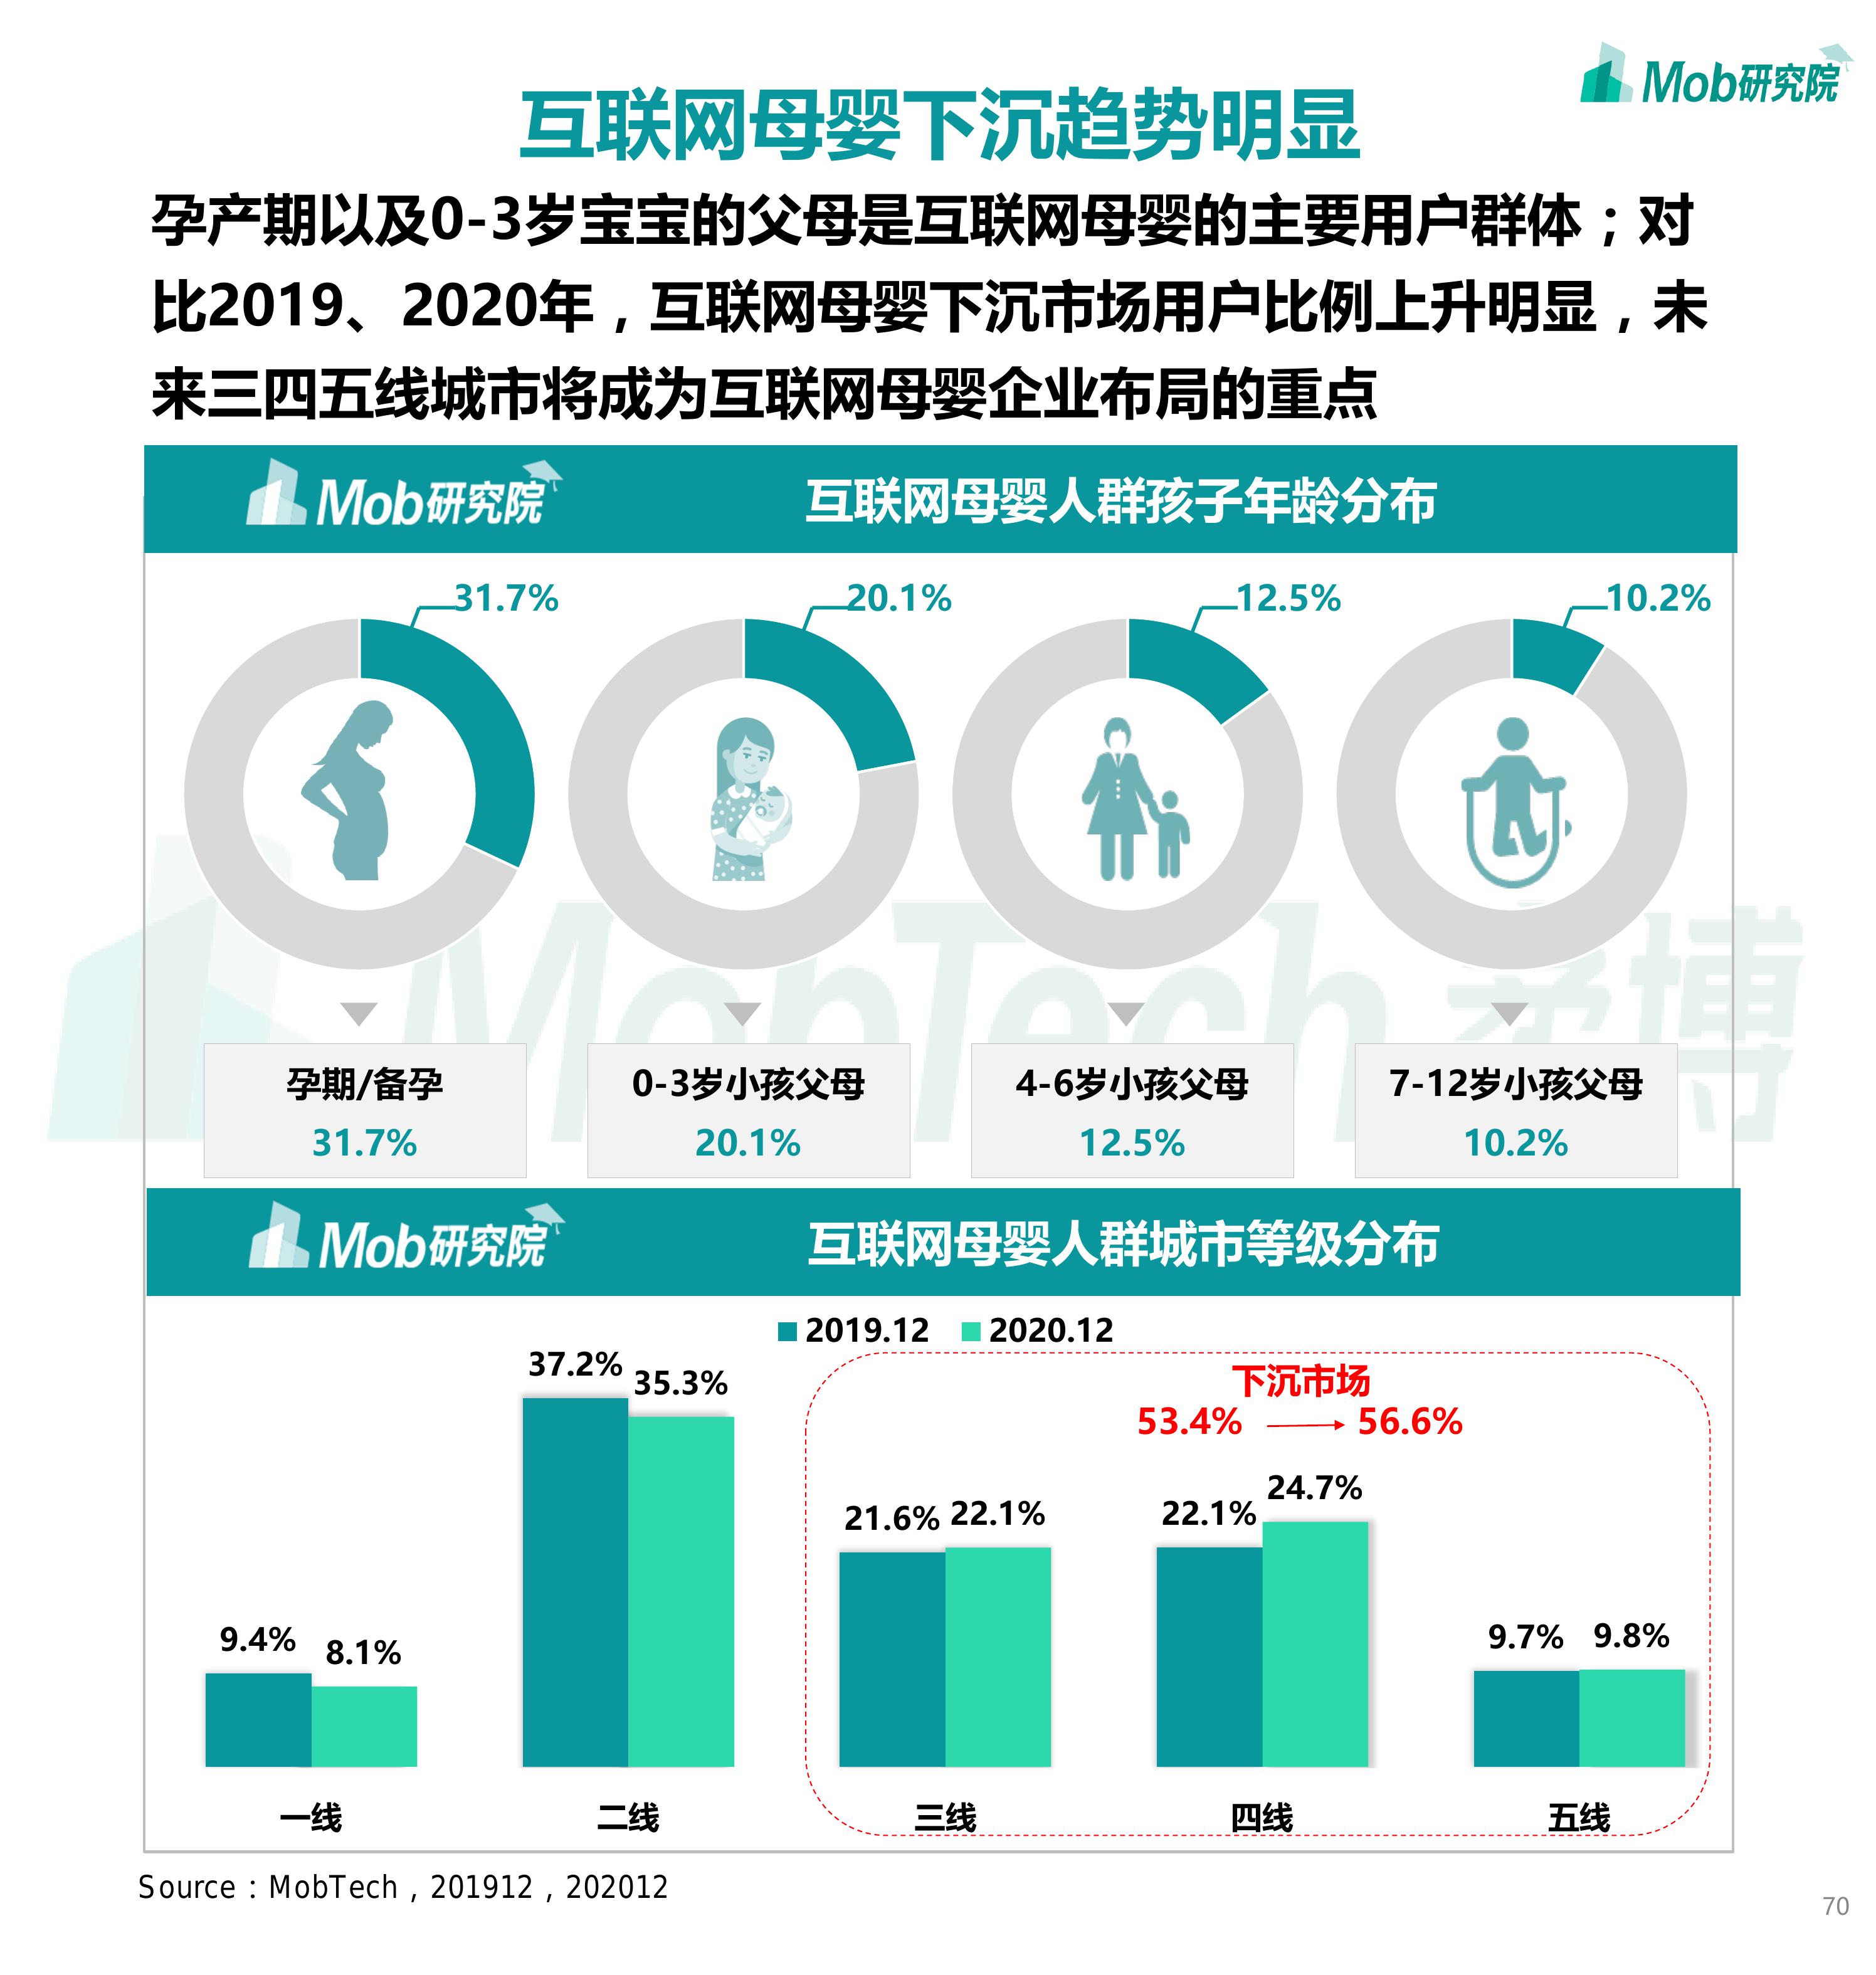 Mob研究院
互联网母婴下沉趋势明显
孕产期以及0-3岁宝宝的父母是互联网母婴的主要用户群体；对
比2019、2020年，互联网母婴下沉市场用户比例上升明显，未
来三四五线城市将成为互联网母婴企业布局的重点
Mob研究院
互联网母婴人群孩子年龄分布
31.7%
20.1%
12.5%
10.2%
MobTech 袤博
孕期/备孕
31.7%
0-3岁小孩父母
20.1%
4-6岁小孩父母
12.5%
7-12岁小孩父母
10.2%
Mob研究院
互联网母婴人群城市等级分布
2019.12 2020.12
下沉市场
53.4% 56.6%
9.4% 8.1%
37.2% 35.3%
21.6% 22.1%
22.1% 24.7%
9.7% 9.8%
一线 二线 三线 四线 五线
Source：MobTech，201912，202012
70